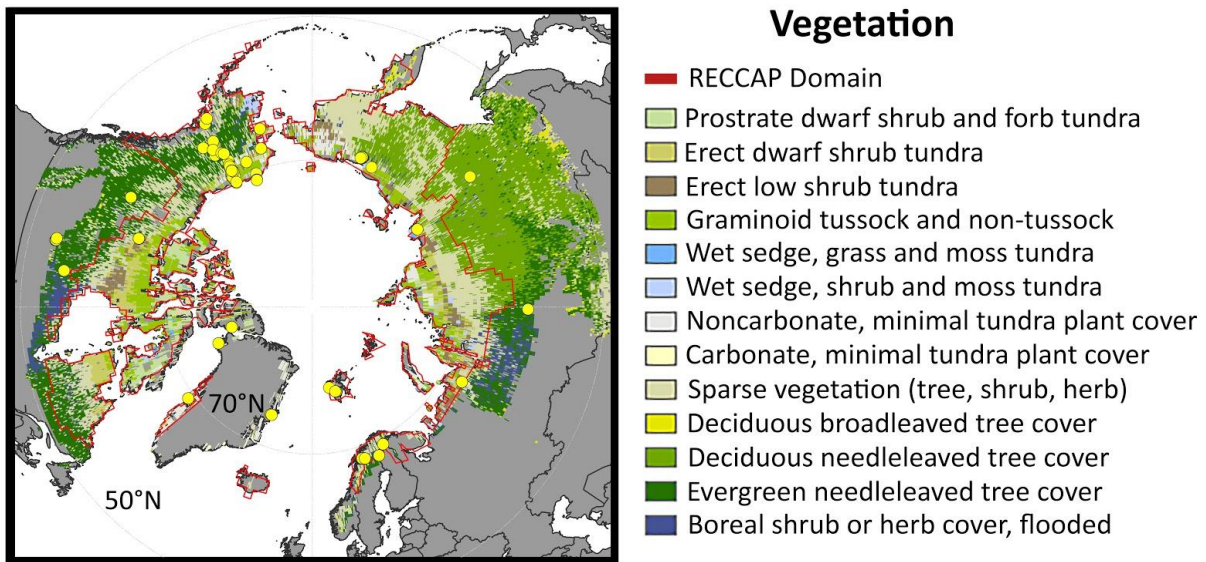 Vegetation
RECCAP Domain
Prostrate dwarf shrub and forb tundra
Erect dwarf shrub tundra
Erect low shrub tundra
Graminoid tussock and non-tussock
Wet sedge, grass and moss tundra
Wet sedge, shrub and moss tundra
Noncarbonate, minimal tundra plant cover
Carbonate, minimal tundra plant cover
Sparse vegetation (tree, shrub, herb)
Deciduous broadleaved tree cover
Deciduous needleleaved tree cover
Evergreen needleleaved tree cover
Boreal shrub or herb cover, flooded
70°N
50°N